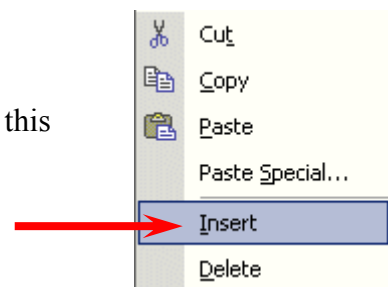 Cut
Copy
this
Paste
Paste Special...
Insert
Delete